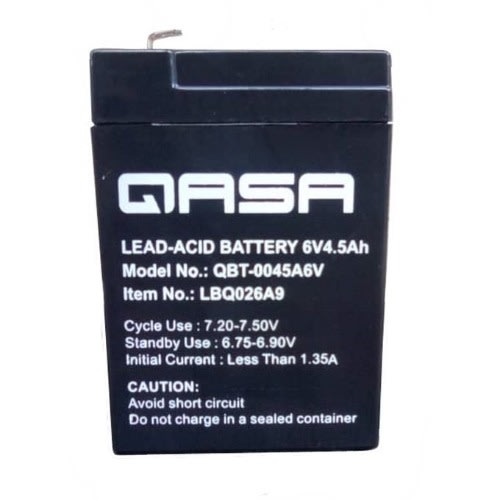 QASA
LEAD-ACID BATTERY 6V4.5Ah
Model No.: QBT-0045A6V
Item No.: LBQ026A9
Cycle Use : 7.20-7.50V
Standby Use : 6.75-6.90V
Initial Current : Less Than 1.35A
CAUTION:
Avoid short circuit
Do not charge in a sealed container